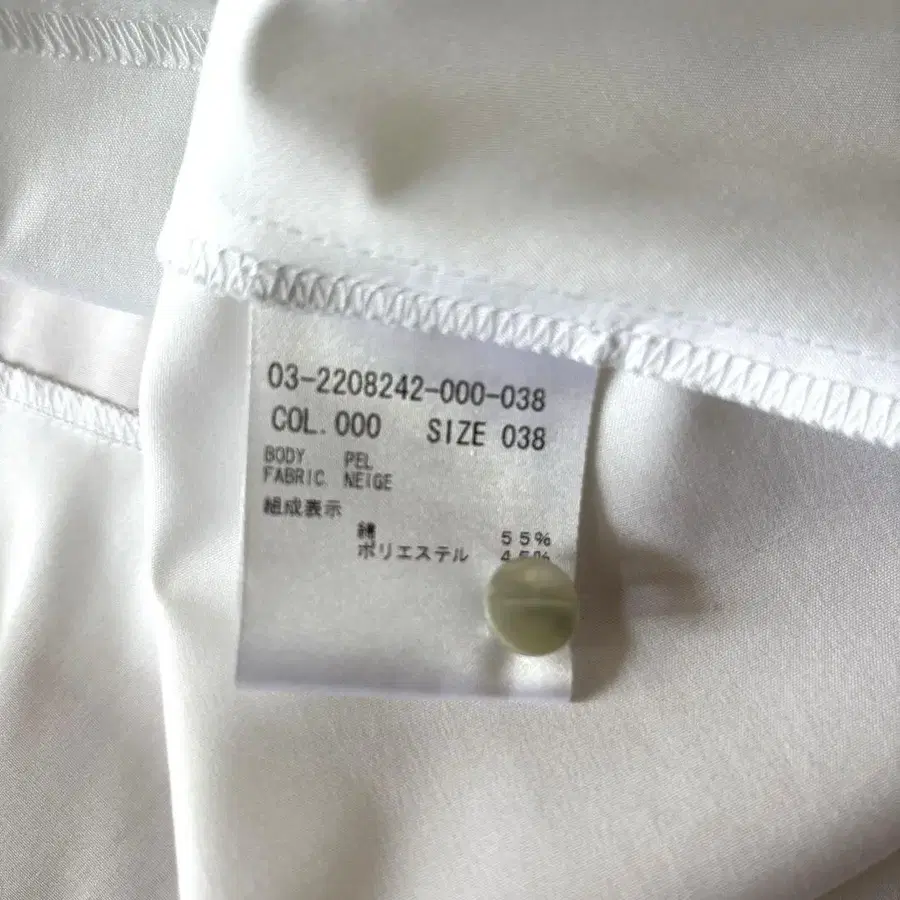 03-2208242-000-038
COL. 000 SIZE 038
BODY PEL
FABRIC NEIGE
組成表示
綿 55%
ポリエステル 45%